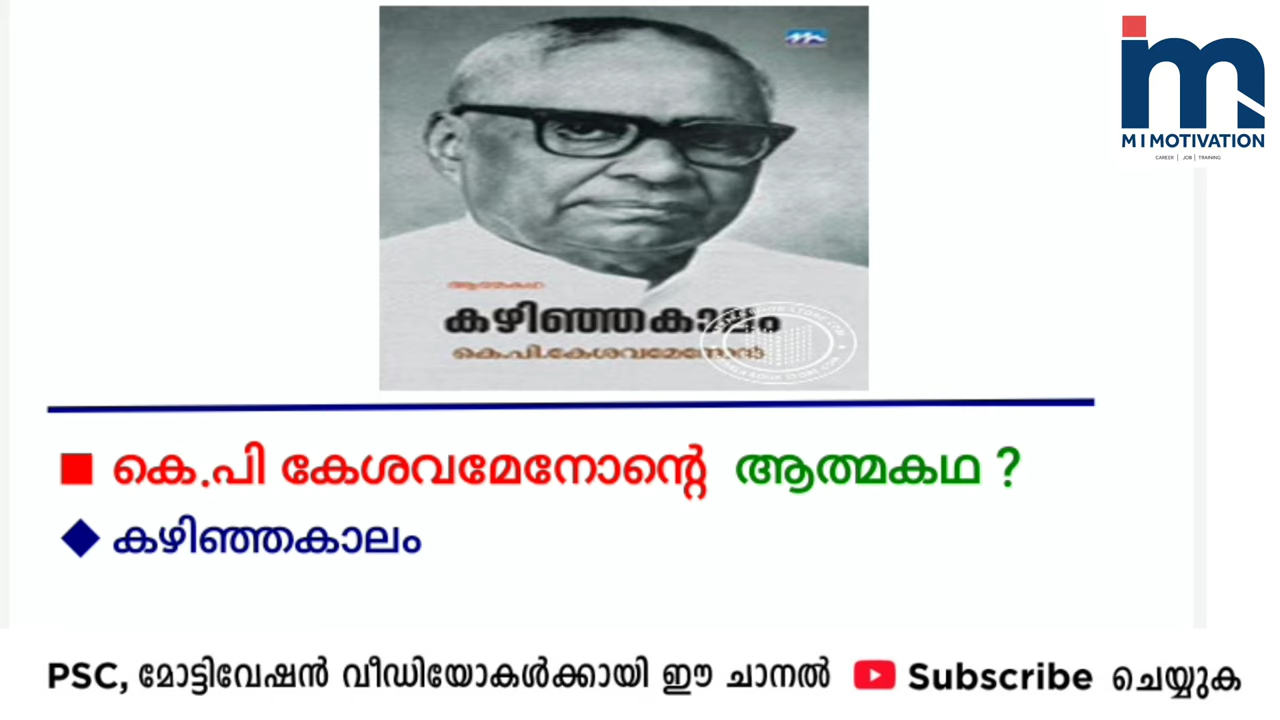 M I MOTIVATION
CAREER | JOB | TRAINING
ആത്മകഥ
കഴിഞ്ഞകാലം
കെ.പി.കേശവമേനോൻ
■ കെ.പി കേശവമേനോന്റെ ആത്മകഥ ?
◆ കഴിഞ്ഞകാലം
PSC, മോട്ടിവേഷൻ വീഡിയോകൾക്കായി ഈ ചാനൽ Subscribe ചെയ്യുക